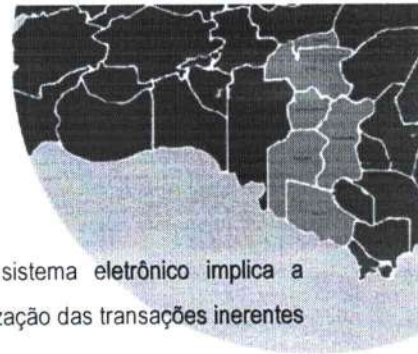 sistema eletrônico implica a
zação das transações inerentes